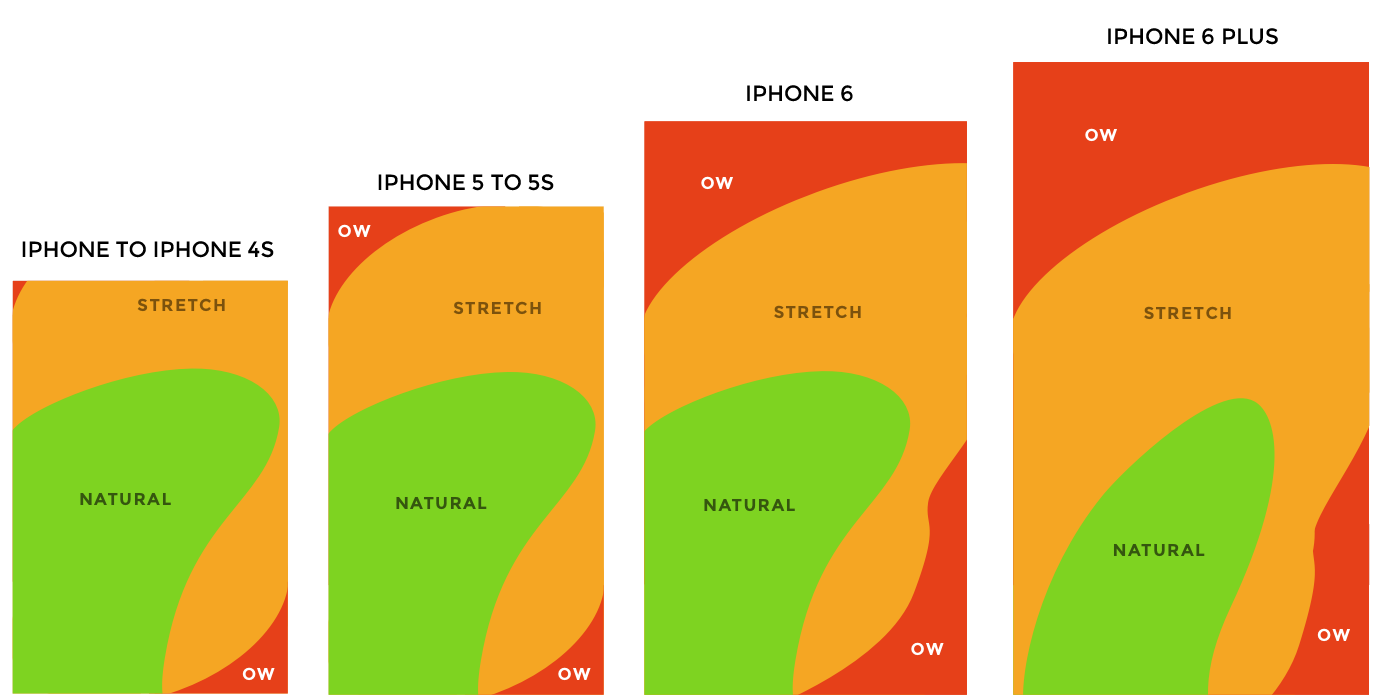 IPHONE TO IPHONE 4S
STRETCH
NATURAL
OW
IPHONE 5 TO 5S
OW
STRETCH
NATURAL
OW
IPHONE 6
OW
STRETCH
NATURAL
OW
IPHONE 6 PLUS
OW
STRETCH
NATURAL
OW